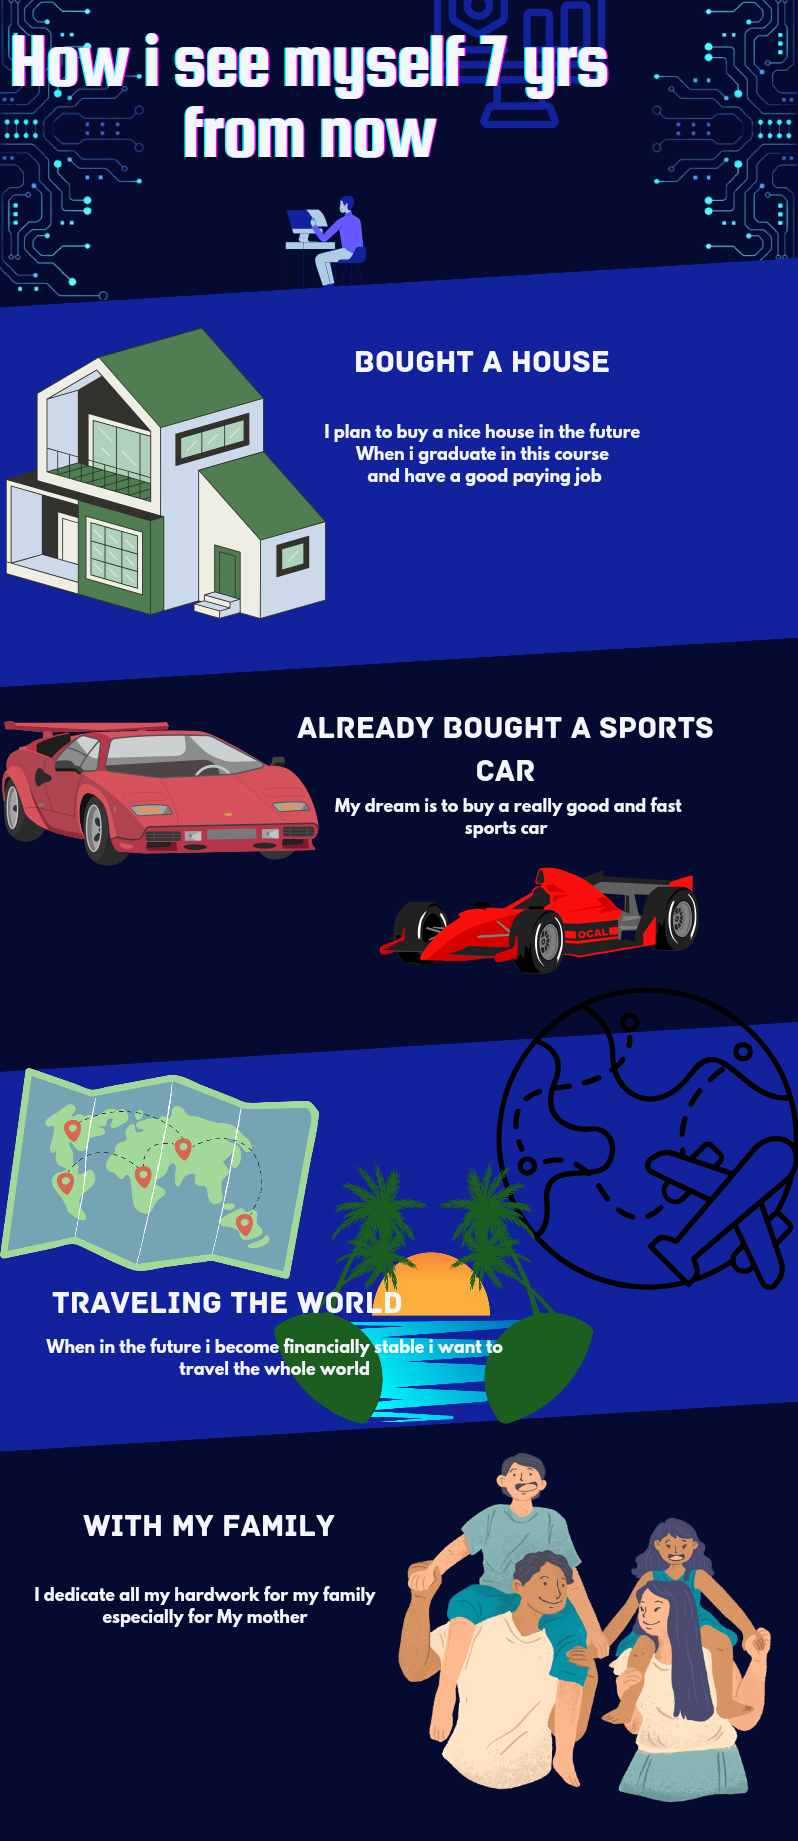 How i see myself 7 yrs
from now
BOUGHT A HOUSE
I plan to buy a nice house in the future
When i graduate in this course
and have a good paying job
ALREADY BOUGHT A SPORTS
CAR
My dream is to buy a really good and fast
sports car
OCAL
TRAVELING THE WORLD
When in the future i become financially stable i want to
travel the whole world
WITH MY FAMILY
I dedicate all my hardwork for my family
especially for My mother